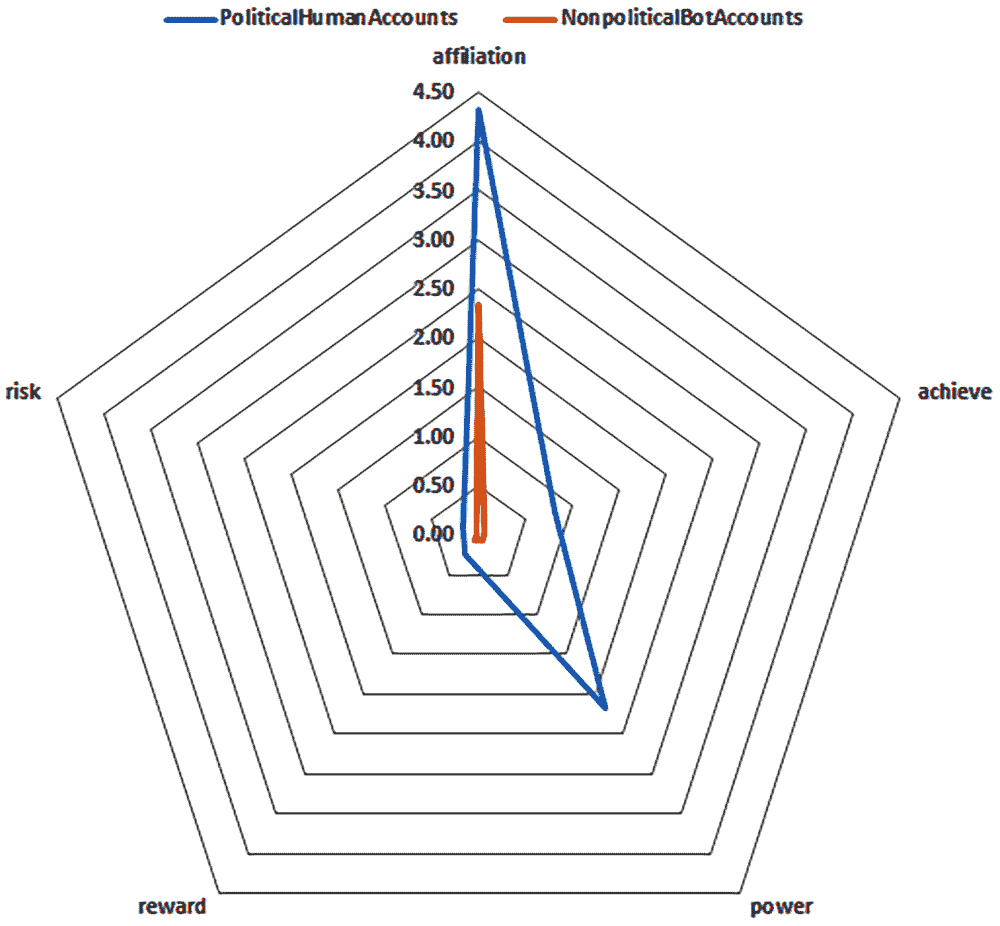 PoliticalHumanAccounts NonpoliticalBotAccounts
affiliation
4.50
4.00
3.50
3.00
2.50
2.00
1.50
1.00
0.50
0.00
risk
achieve
reward
power